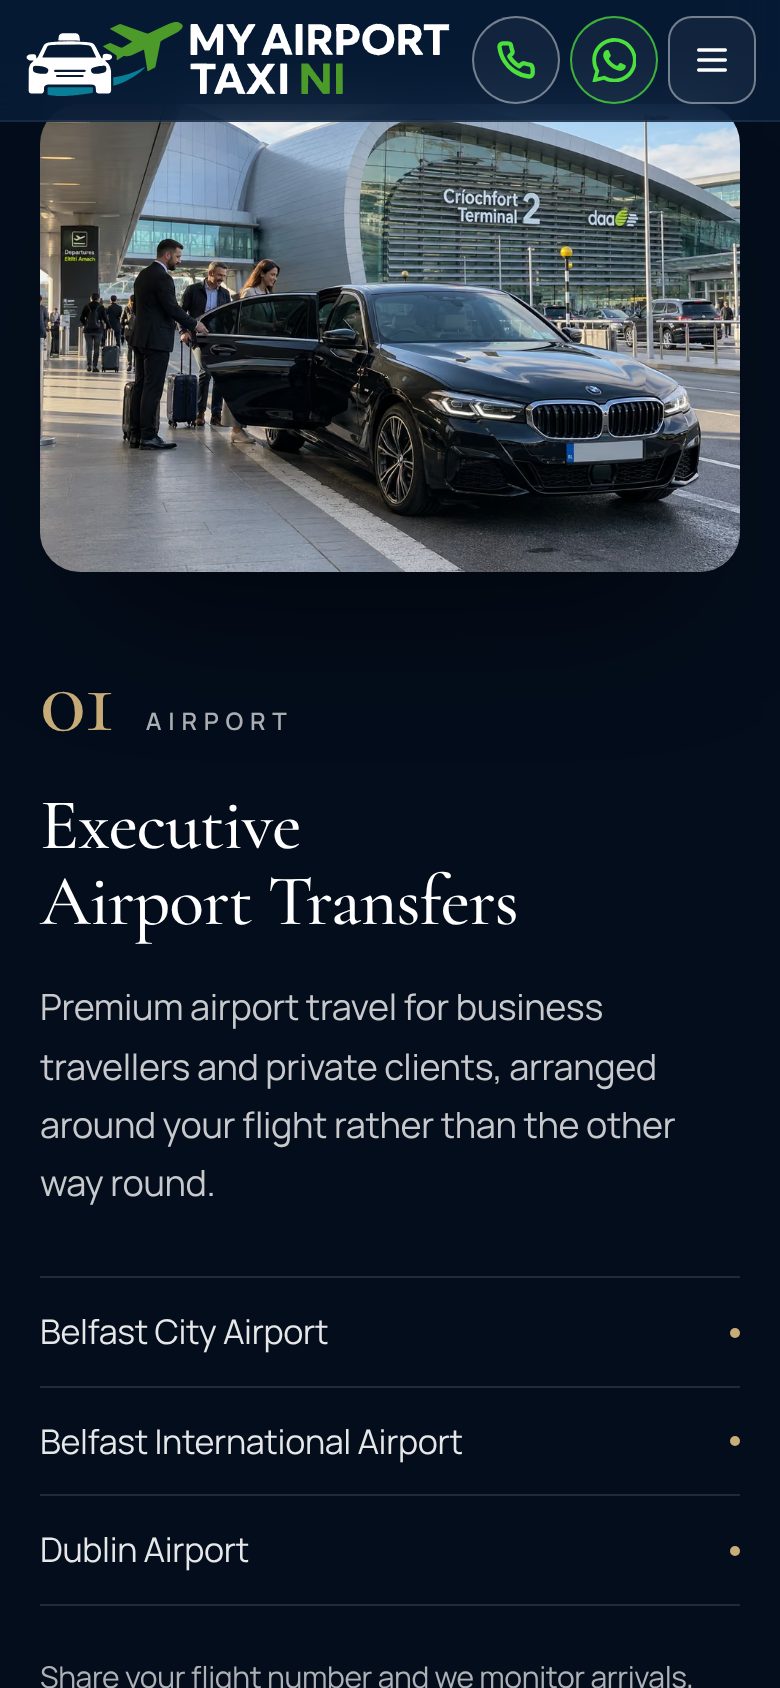 MY AIRPORT
TAXI NI
Críochfort
Terminal 2
daa
Departures
01 AIRPORT
Executive
Airport Transfers
Premium airport travel for business
travellers and private clients, arranged
around your flight rather than the other
way round.
Belfast City Airport
Belfast International Airport
Dublin Airport
Share your flight number and we monitor arrivals,